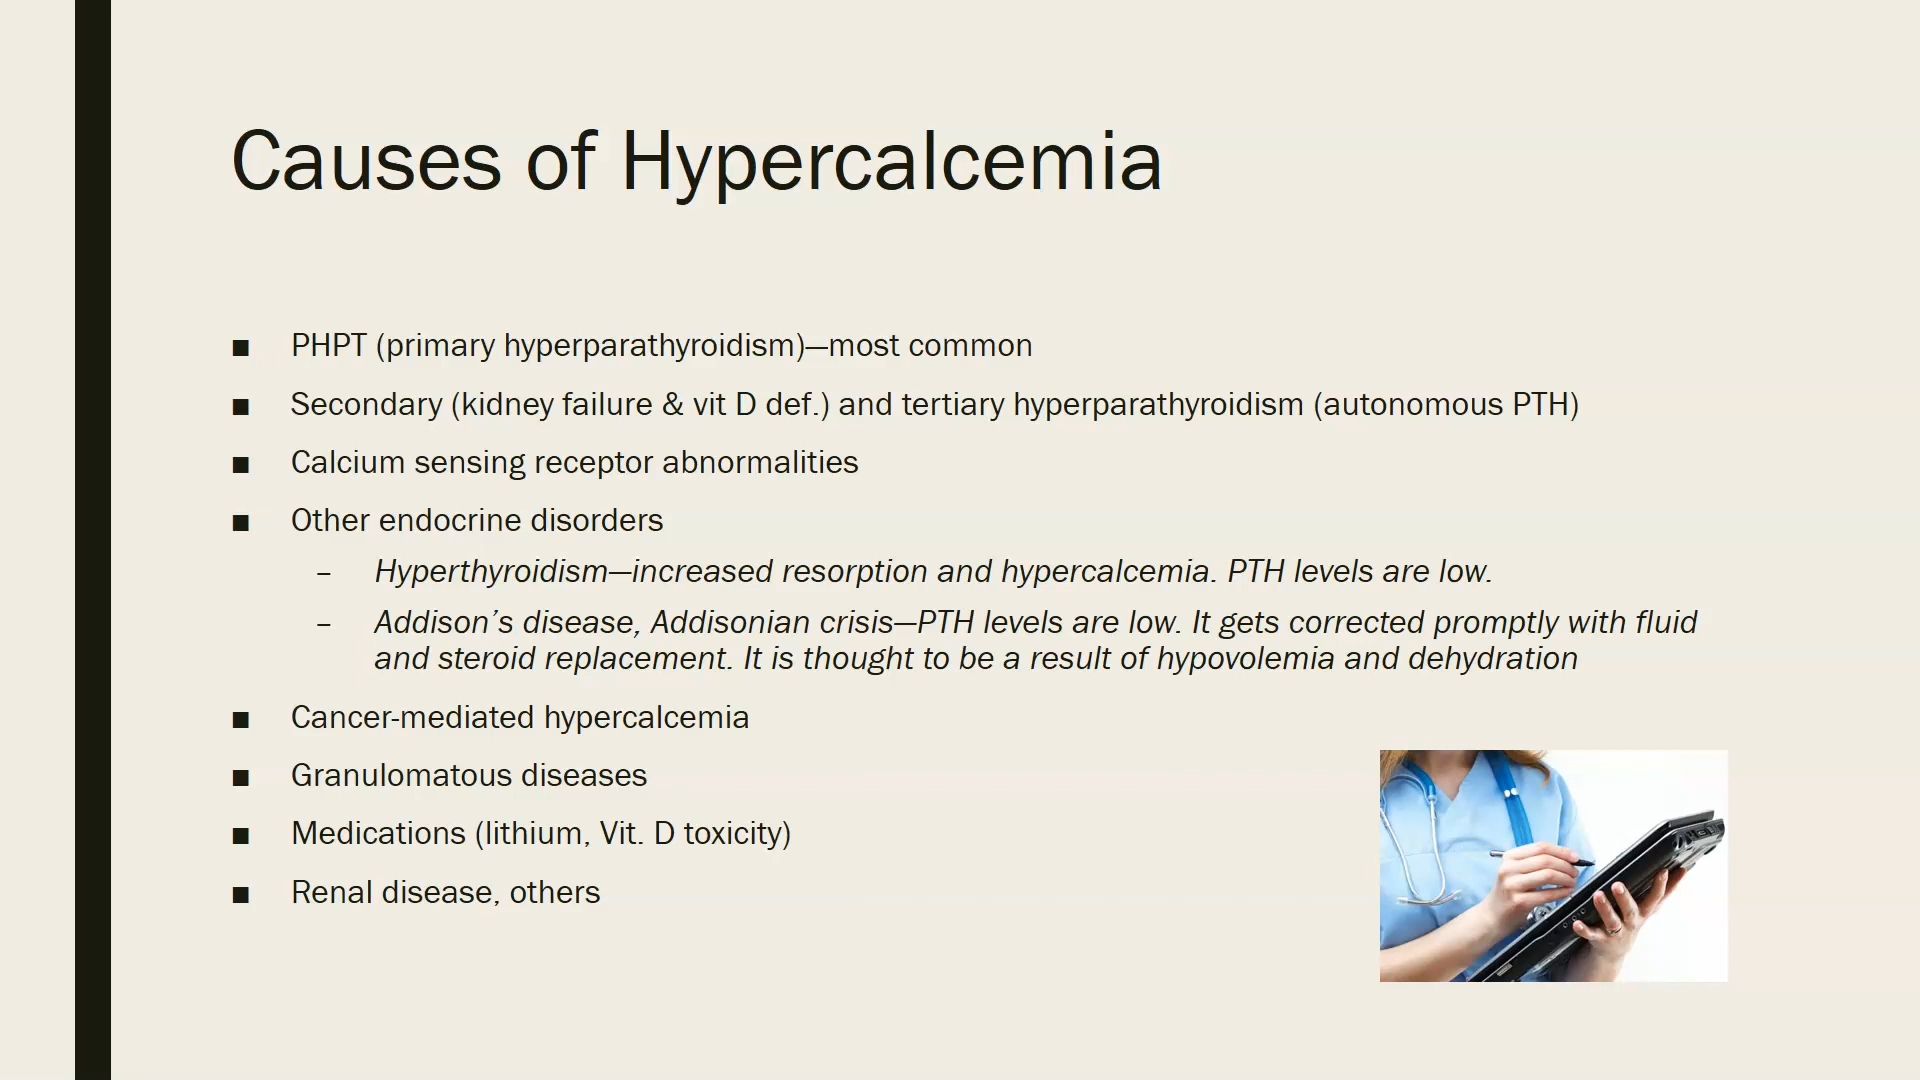 Causes of Hypercalcemia
■ PHPT (primary hyperparathyroidism)—most common
■ Secondary (kidney failure & vit D def.) and tertiary hyperparathyroidism (autonomous PTH)
■ Calcium sensing receptor abnormalities
■ Other endocrine disorders
– Hyperthyroidism—increased resorption and hypercalcemia. PTH levels are low.
– Addison’s disease, Addisonian crisis—PTH levels are low. It gets corrected promptly with fluid
and steroid replacement. It is thought to be a result of hypovolemia and dehydration
■ Cancer-mediated hypercalcemia
■ Granulomatous diseases
■ Medications (lithium, Vit. D toxicity)
■ Renal disease, others